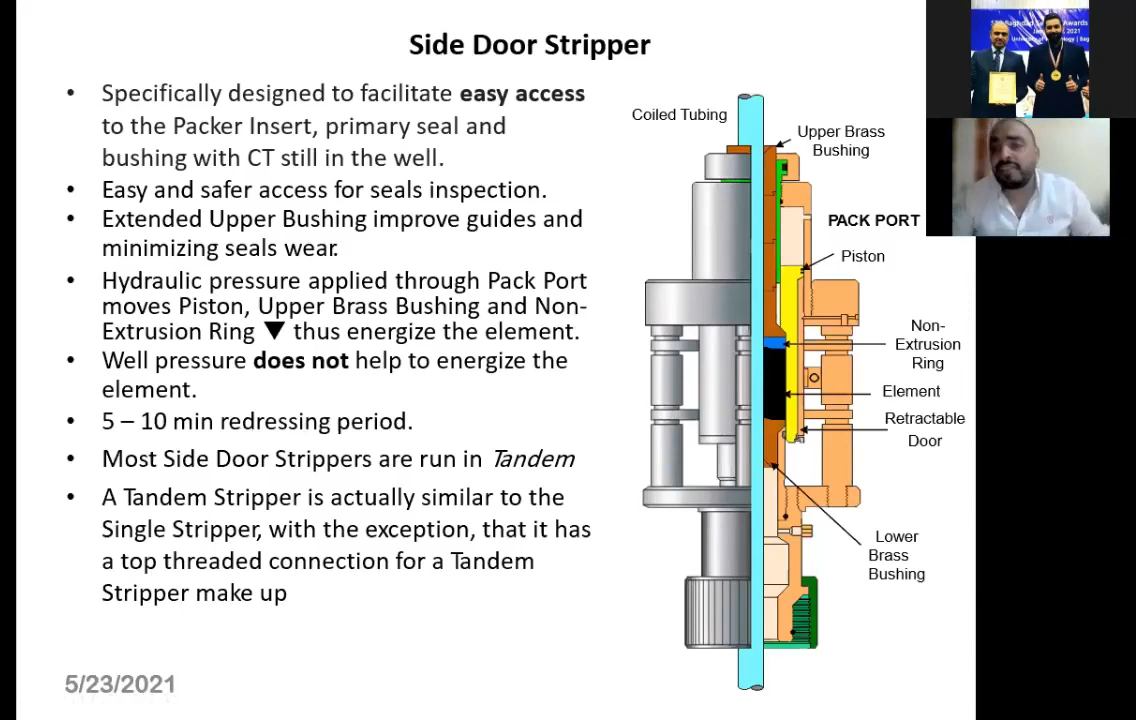 Side Door Stripper
• Specifically designed to facilitate easy access
to the Packer Insert, primary seal and
bushing with CT still in the well.
• Easy and safer access for seals inspection.
• Extended Upper Bushing improve guides and
minimizing seals wear.
• Hydraulic pressure applied through Pack Port
moves Piston, Upper Brass Bushing and Non-
Extrusion Ring ▼ thus energize the element.
• Well pressure does not help to energize the
element.
• 5 – 10 min redressing period.
• Most Side Door Strippers are run in Tandem
• A Tandem Stripper is actually similar to the
Single Stripper, with the exception, that it has
a top threaded connection for a Tandem
Stripper make up
5/23/2021
Coiled Tubing
Upper Brass
Bushing
PACK PORT
Piston
Non-
Extrusion
Ring
Element
Retractable
Door
Lower
Brass
Bushing
Baghdad
Awards
2021
University of